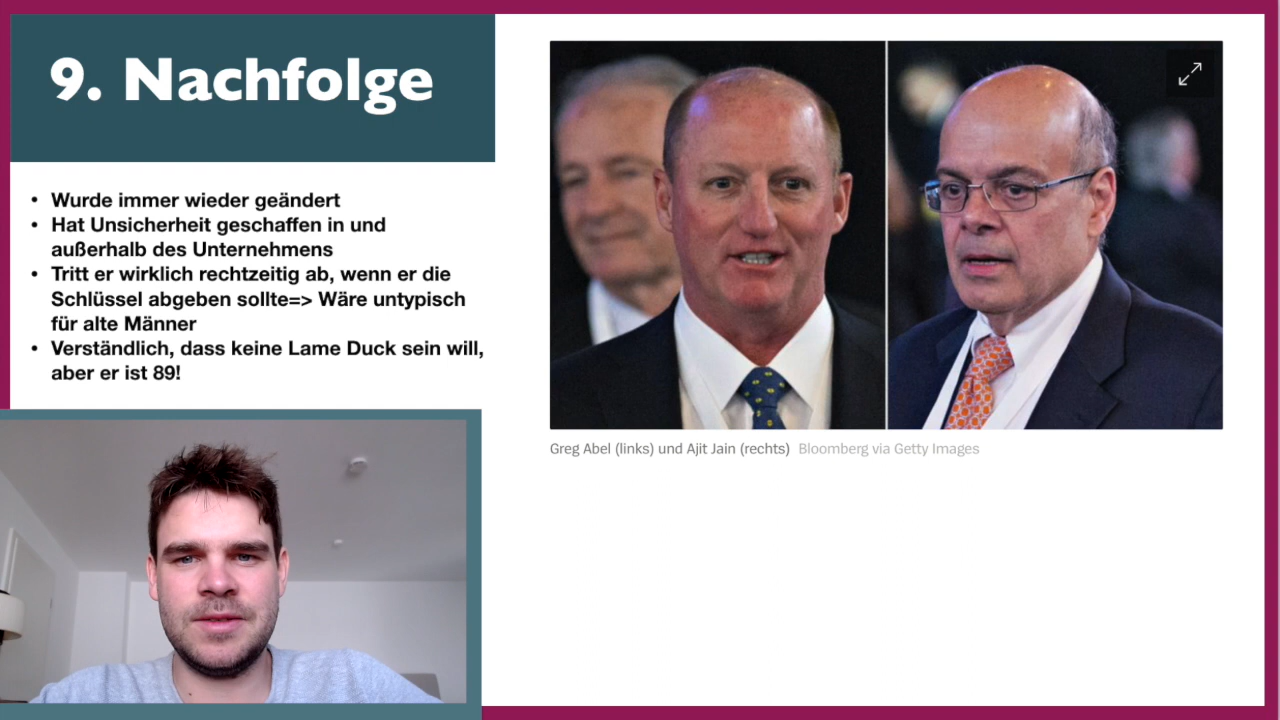 9. Nachfolge
• Wurde immer wieder geändert
• Hat Unsicherheit geschaffen in und
außerhalb des Unternehmens
• Tritt er wirklich rechtzeitig ab, wenn er die
Schlüssel abgeben sollte=> Wäre untypisch
für alte Männer
• Verständlich, dass keine Lame Duck sein will,
aber er ist 89!
Greg Abel (links) und Ajit Jain (rechts) Bloomberg via Getty Images